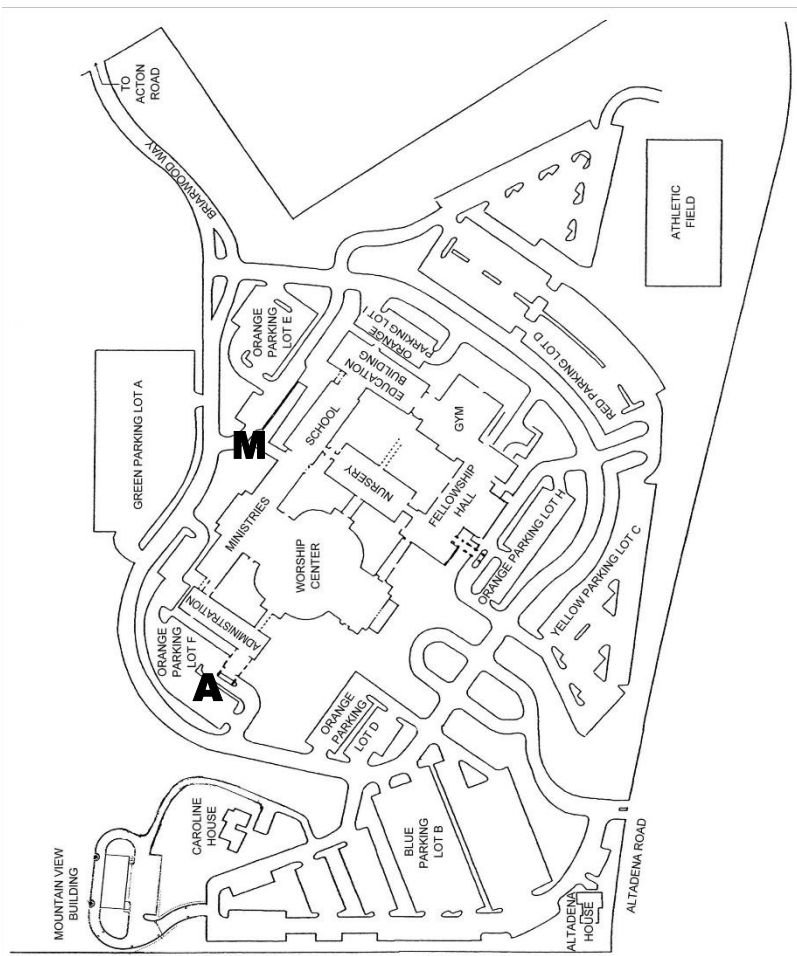 TO
ACTON
ROAD
BRIARWOOD WAY
ATHLETIC
FIELD
ORANGE
PARKING
LOT E
ORANGE
PARKING LOT I
EDUCATION
BUILDING
RED PARKING LOT D
GREEN PARKING LOT A
M
SCHOOL
GYM
NURSERY
FELLOWSHIP
HALL
MINISTRIES
WORSHIP
CENTER
ORANGE PARKING LOT H
YELLOW PARKING LOT C
ADMINISTRATION
ORANGE
PARKING
LOT F
A
ORANGE
PARKING
LOT D
CAROLINE
HOUSE
BLUE
PARKING
LOT B
MOUNTAIN VIEW
BUILDING
ALTADENA
HOUSE
ALTADENA ROAD